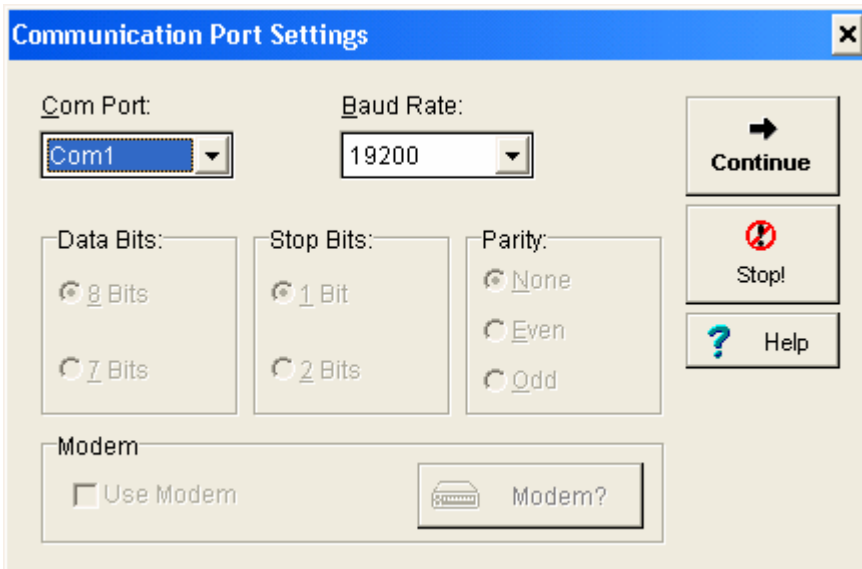 Communication Port Settings
Com Port:
Baud Rate:
Com1
19200
Continue
Data Bits:
Stop Bits:
Parity:
8 Bits
1 Bit
None
Stop!
Even
7 Bits
2 Bits
Odd
Help
Modem
Use Modem
Modem?